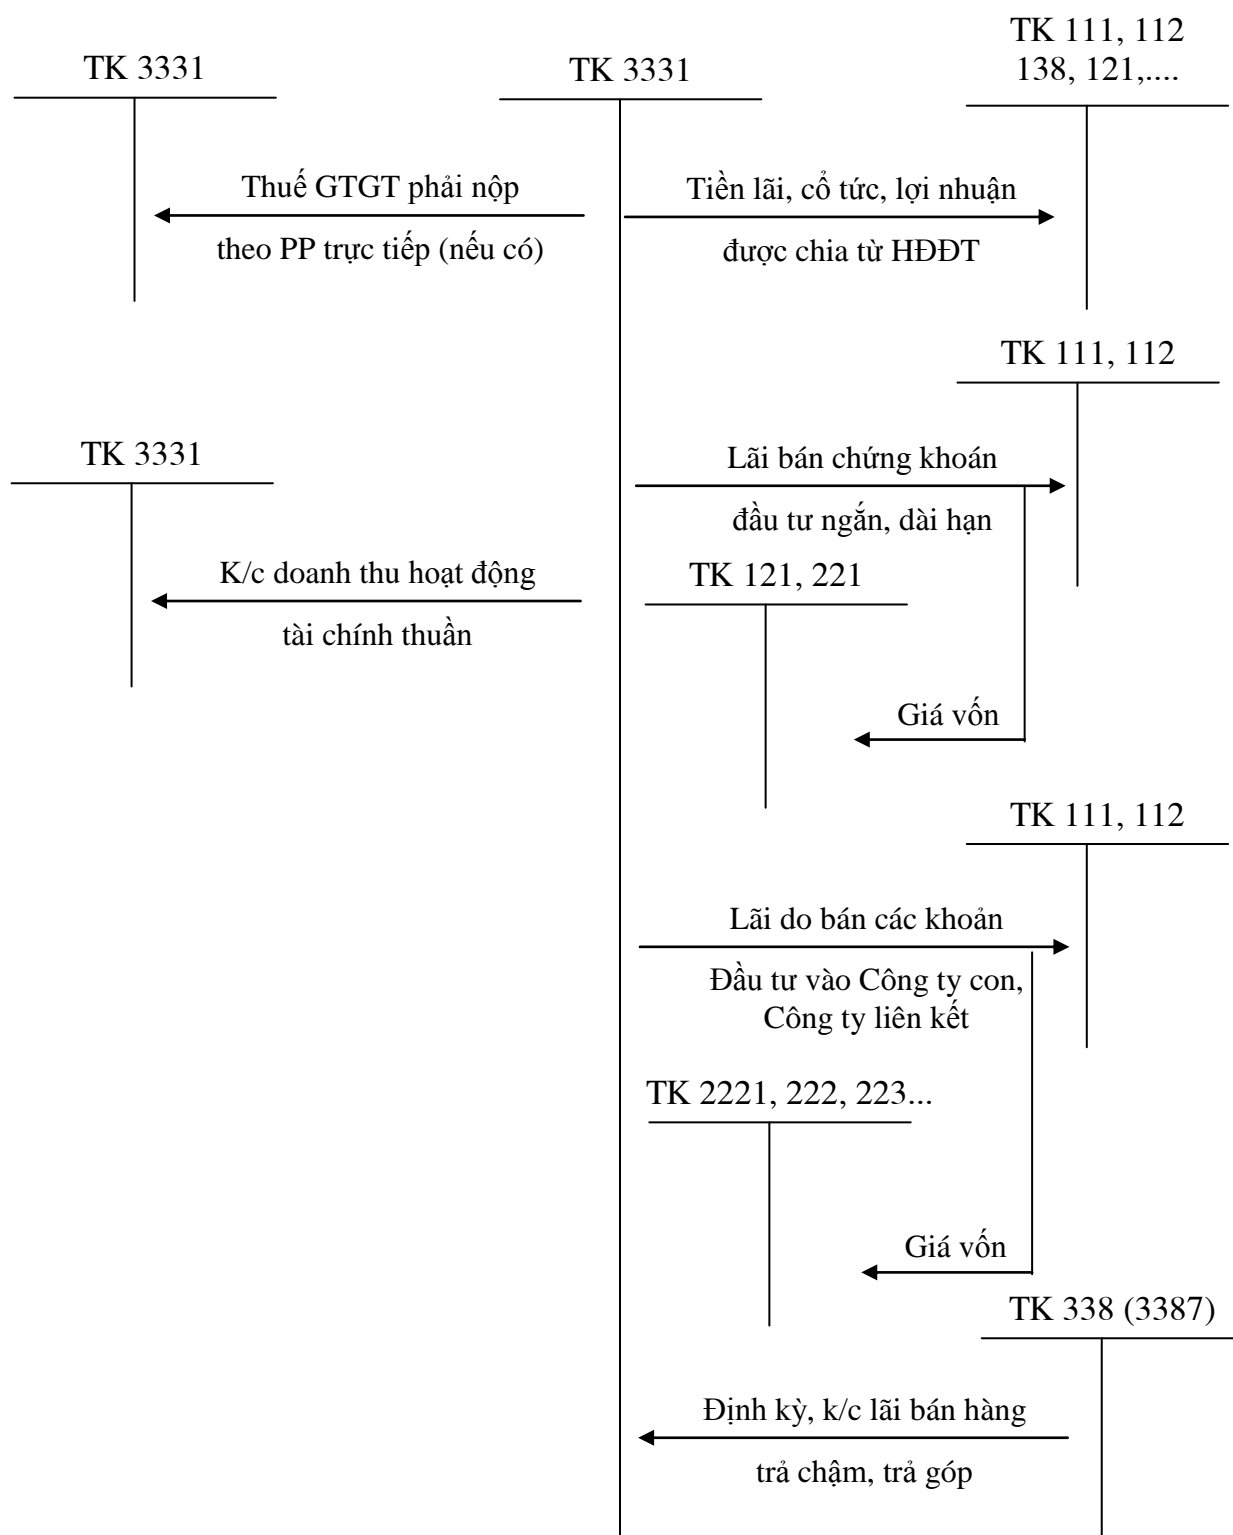 TK 3331
TK 3331
TK 111, 112
138, 121,....
Thuế GTGT phải nộp
theo PP trực tiếp (nếu có)
Tiền lãi, cổ tức, lợi nhuận
được chia từ HĐĐT
TK 111, 112
TK 3331
Lãi bán chứng khoán
đầu tư ngắn, dài hạn
K/c doanh thu hoạt động
tài chính thuần
TK 121, 221
Giá vốn
TK 111, 112
Lãi do bán các khoản
Đầu tư vào Công ty con,
Công ty liên kết
TK 2221, 222, 223...
Giá vốn
TK 338 (3387)
Định kỳ, k/c lãi bán hàng
trả chậm, trả góp